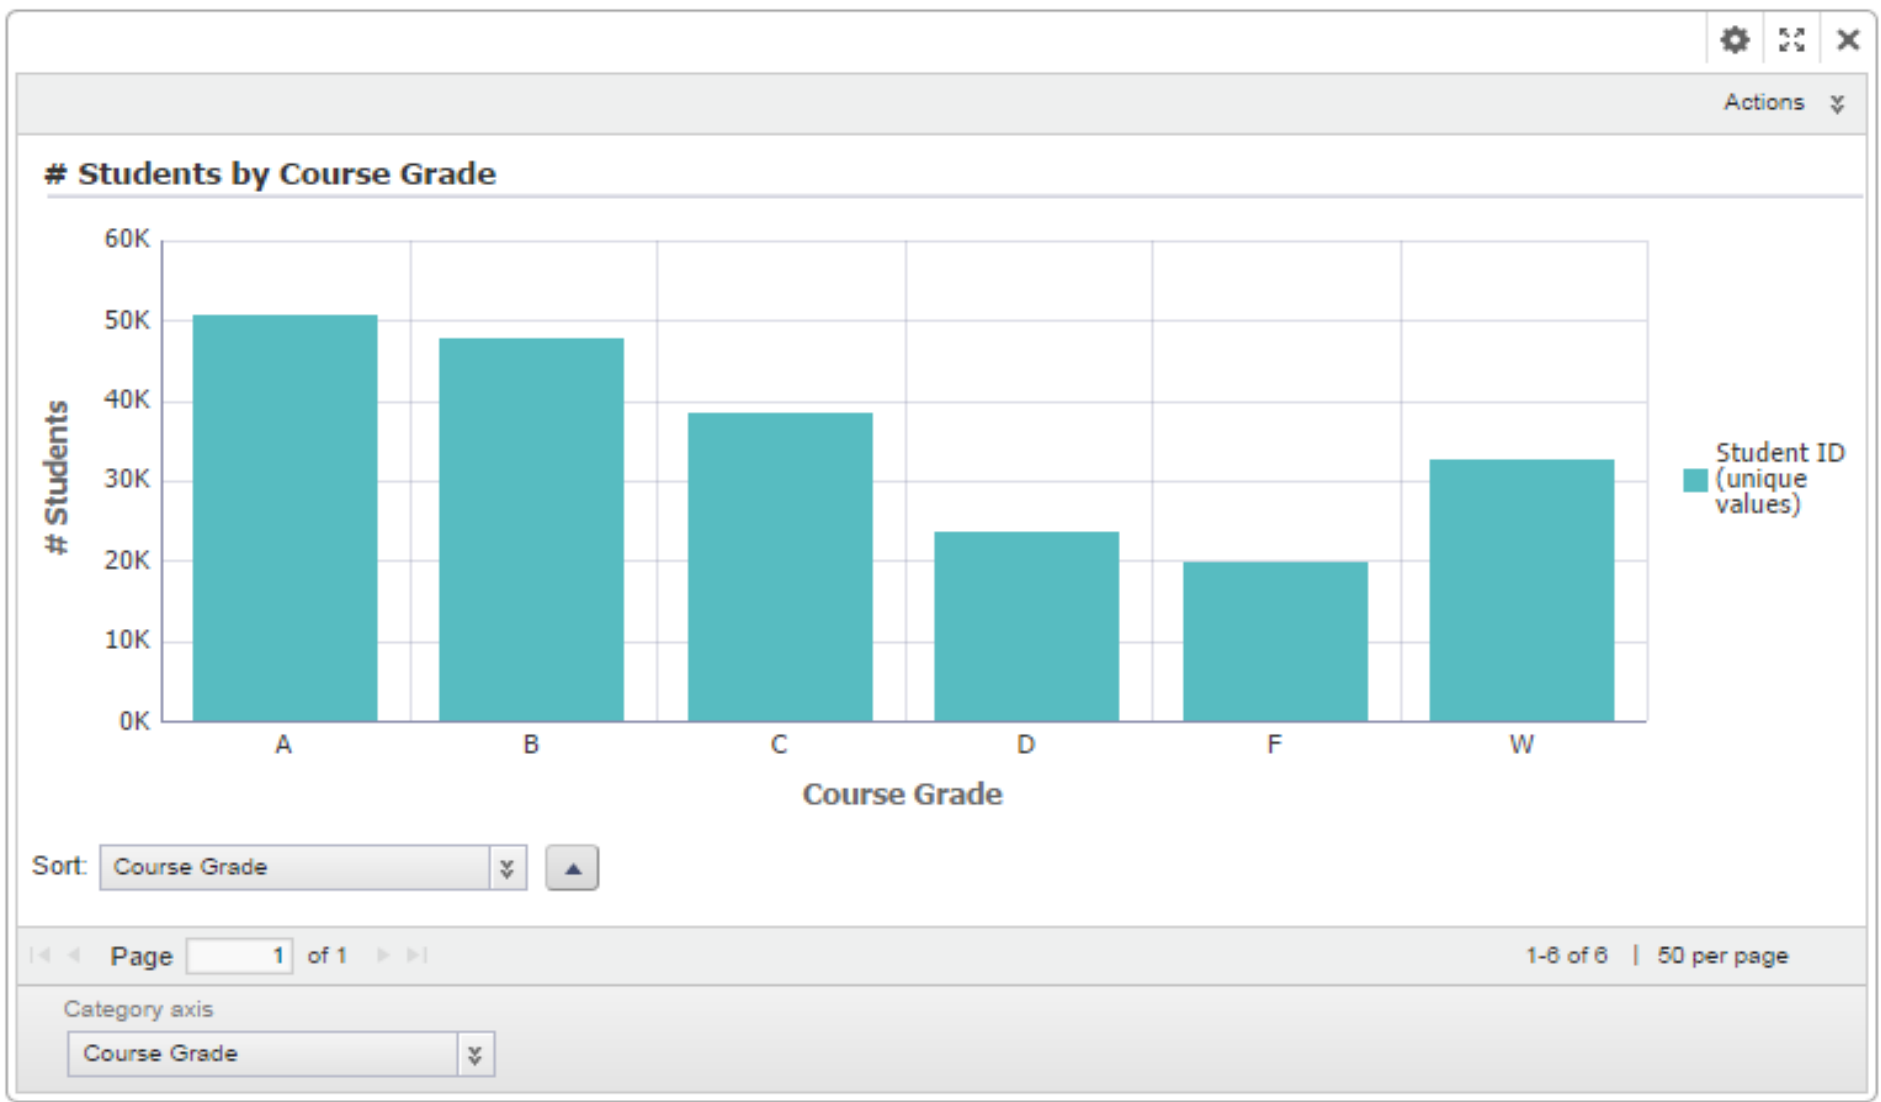 Actions
# Students by Course Grade
60K
50K
40K
30K
20K
10K
0K
# Students
A B C D F W
Course Grade
Student ID
(unique
values)
Sort: Course Grade
Page 1 of 1
1-6 of 6 | 50 per page
Category axis
Course Grade